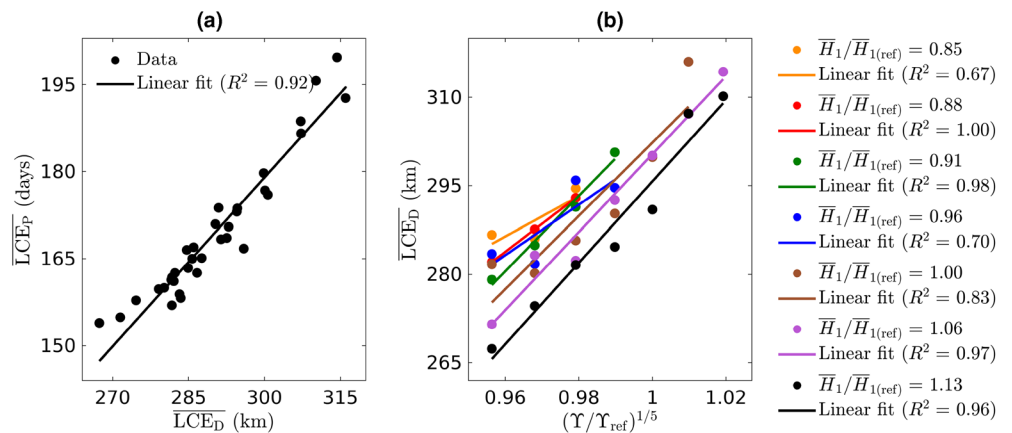 (a)
Data
Linear fit (R² = 0.92)
195
180
165
150
270 285 300 315
L̅C̅E̅_P (days)
L̅C̅E̅_D (km)
(b)
310
295
280
265
0.96 0.98 1 1.02
L̅C̅E̅_D (km)
(ϒ/ϒ_ref)^1/5
H̅₁/H̅₁(ref) = 0.85
Linear fit (R² = 0.67)
H̅₁/H̅₁(ref) = 0.88
Linear fit (R² = 1.00)
H̅₁/H̅₁(ref) = 0.91
Linear fit (R² = 0.98)
H̅₁/H̅₁(ref) = 0.96
Linear fit (R² = 0.70)
H̅₁/H̅₁(ref) = 1.00
Linear fit (R² = 0.83)
H̅₁/H̅₁(ref) = 1.06
Linear fit (R² = 0.97)
H̅₁/H̅₁(ref) = 1.13
Linear fit (R² = 0.96)